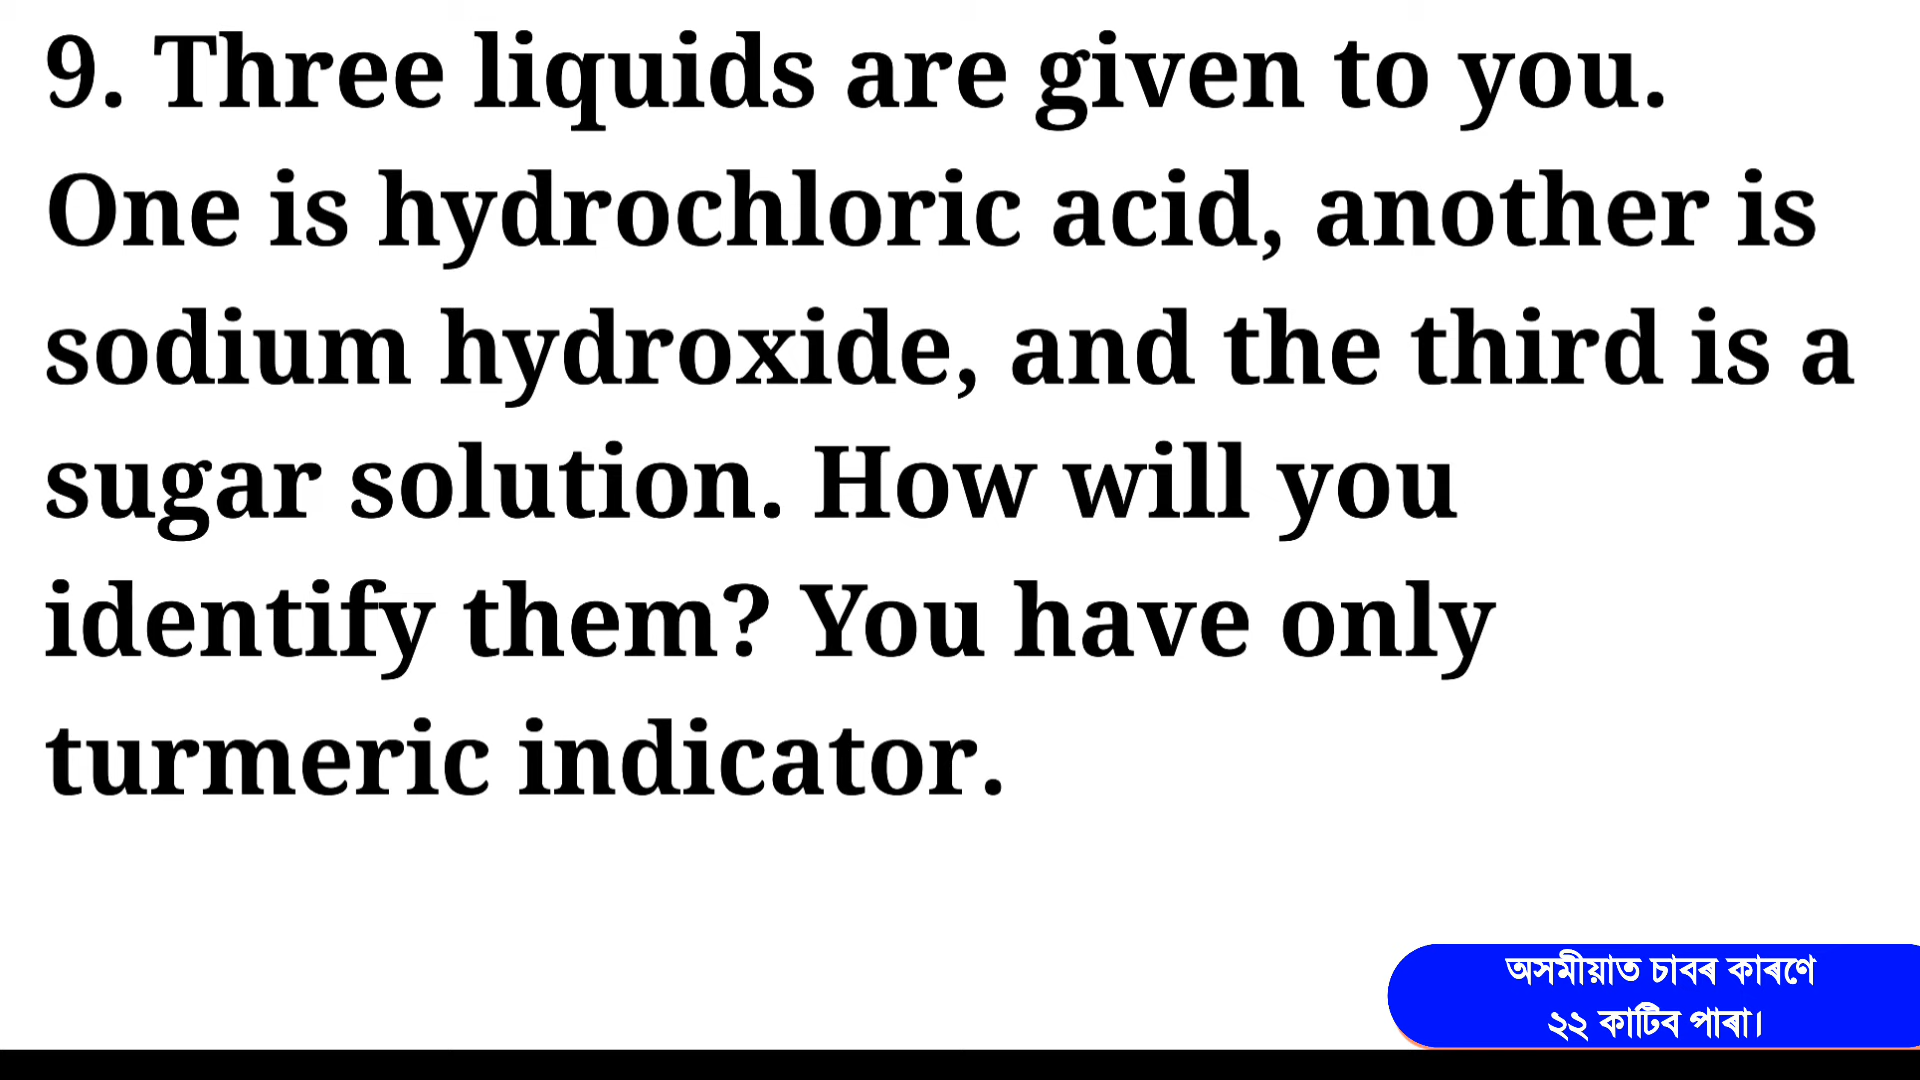 9. Three liquids are given to you.
One is hydrochloric acid, another is
sodium hydroxide, and the third is a
sugar solution. How will you
identify them? You have only
turmeric indicator.
অসমীয়াত চাবৰ কাৰণে
২২ কাটিব পাৰা।